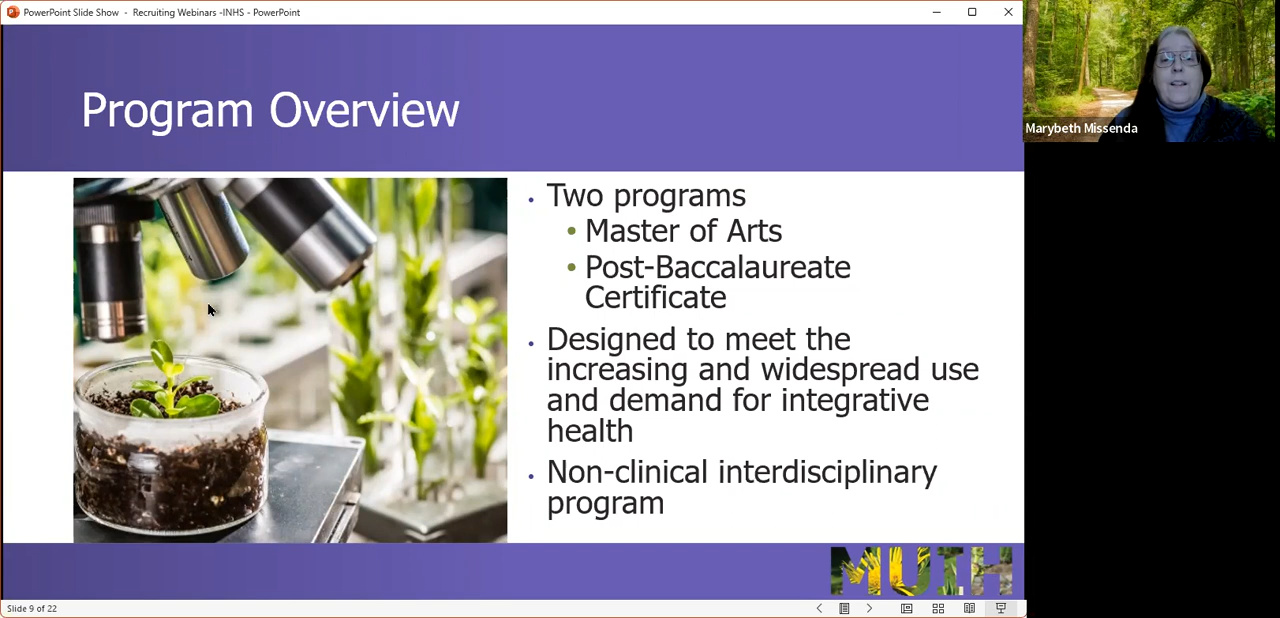 PowerPoint Slide Show - Recruiting Webinars -INHS - PowerPoint
Program Overview
Marybeth Missenda
• Two programs
• Master of Arts
• Post-Baccalaureate
Certificate
• Designed to meet the
increasing and widespread use
and demand for integrative
health
• Non-clinical interdisciplinary
program
MUIH
Slide 9 of 22